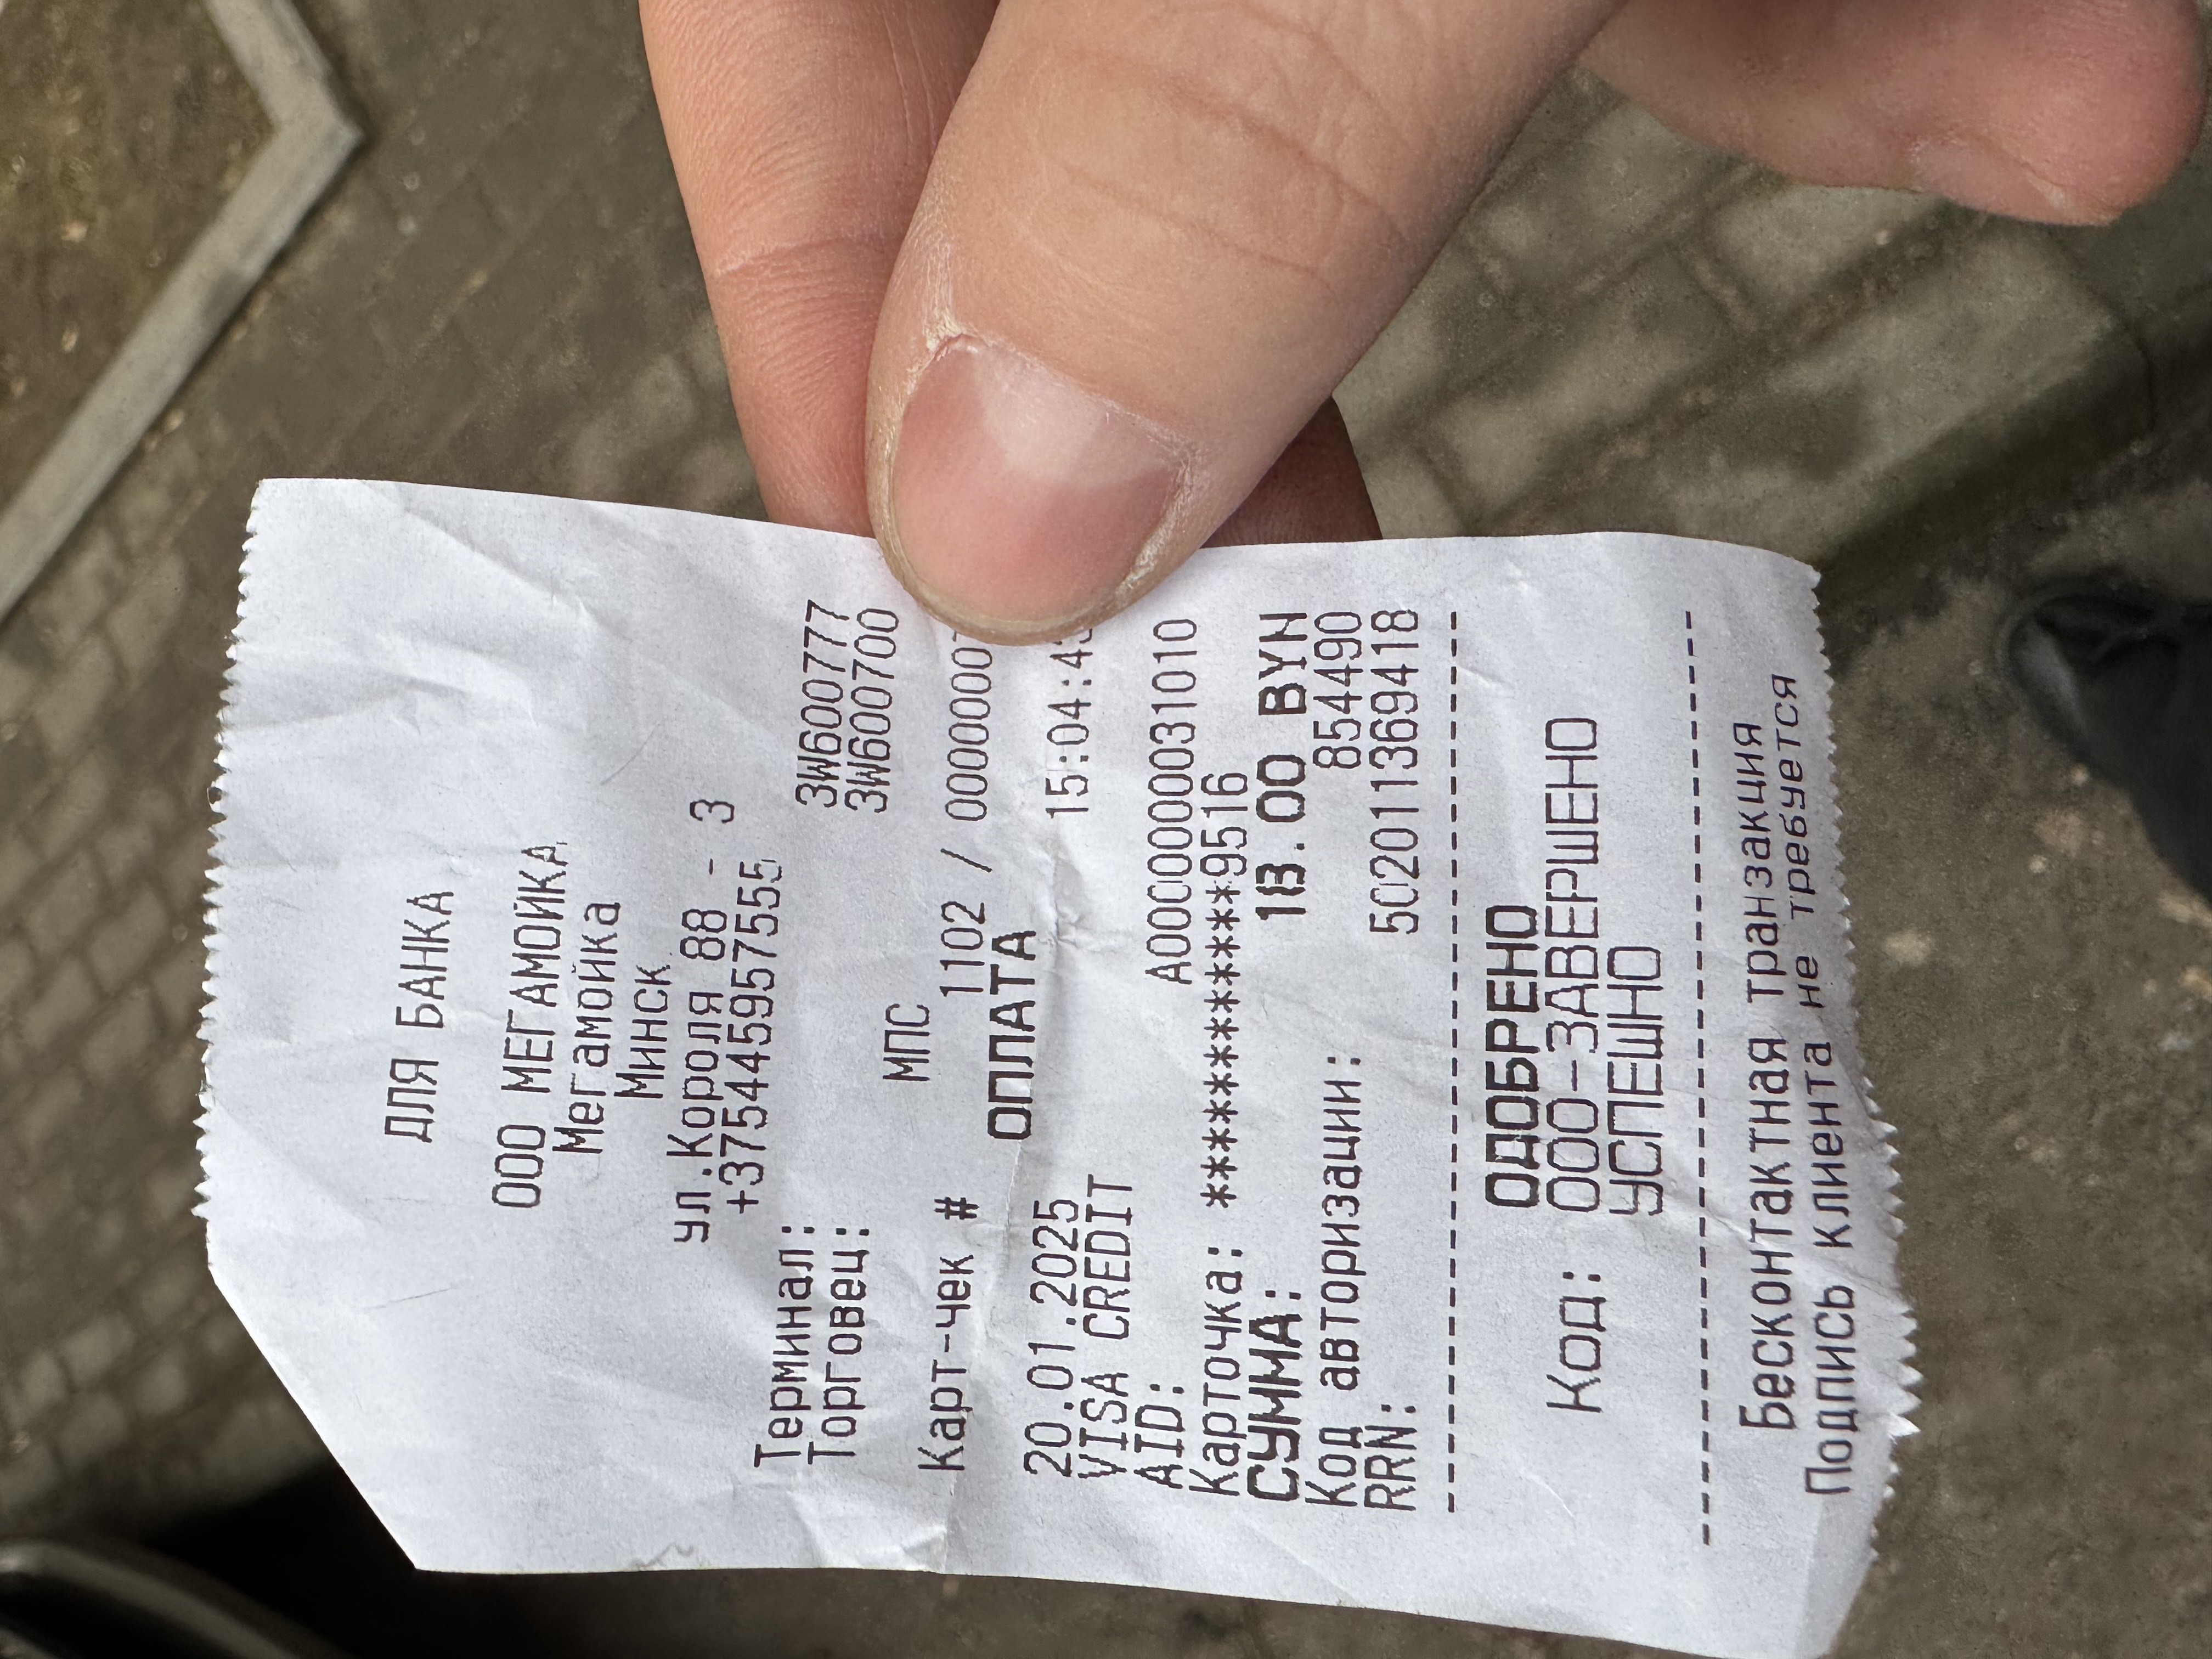 ДЛЯ БАНКА
ООО МЕГАМОЙКА
Мегамойка
Минск
ул.Короля 88 - 3
+375445957555
Терминал: 3W600777
Торговец: 3W600700
МПС
Карт-чек # 1102 /
ОПЛАТА
20.01.2025
VISA CREDIT
AID: A0000000031010
Карточка: ************9516
СУММА: 13.00 BYN
Код авторизации: 854490
RRN: 502011369418
ОДОБРЕНО
Код: 000-ЗАВЕРШЕНО
УСПЕШНО
Бесконтактная транзакция
Подпись клиента не требуется